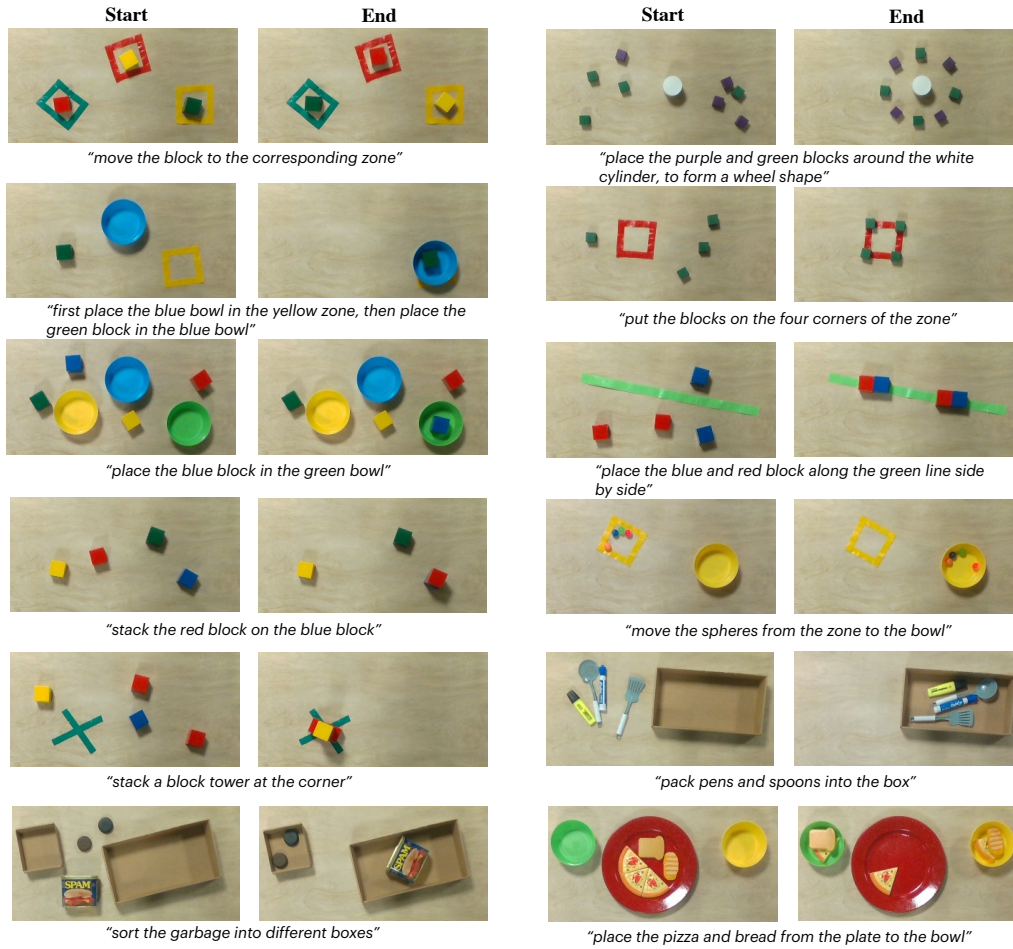 Start
End
Start
End
“move the block to the corresponding zone”
“place the purple and green blocks around the white
cylinder, to form a wheel shape”
“first place the blue bowl in the yellow zone, then place the
green block in the blue bowl”
“put the blocks on the four corners of the zone”
“place the blue block in the green bowl”
“place the blue and red block along the green line side
by side”
“stack the red block on the blue block”
“move the spheres from the zone to the bowl”
“stack a block tower at the corner”
“pack pens and spoons into the box”
SPAM
SPAM
“sort the garbage into different boxes”
“place the pizza and bread from the plate to the bowl”